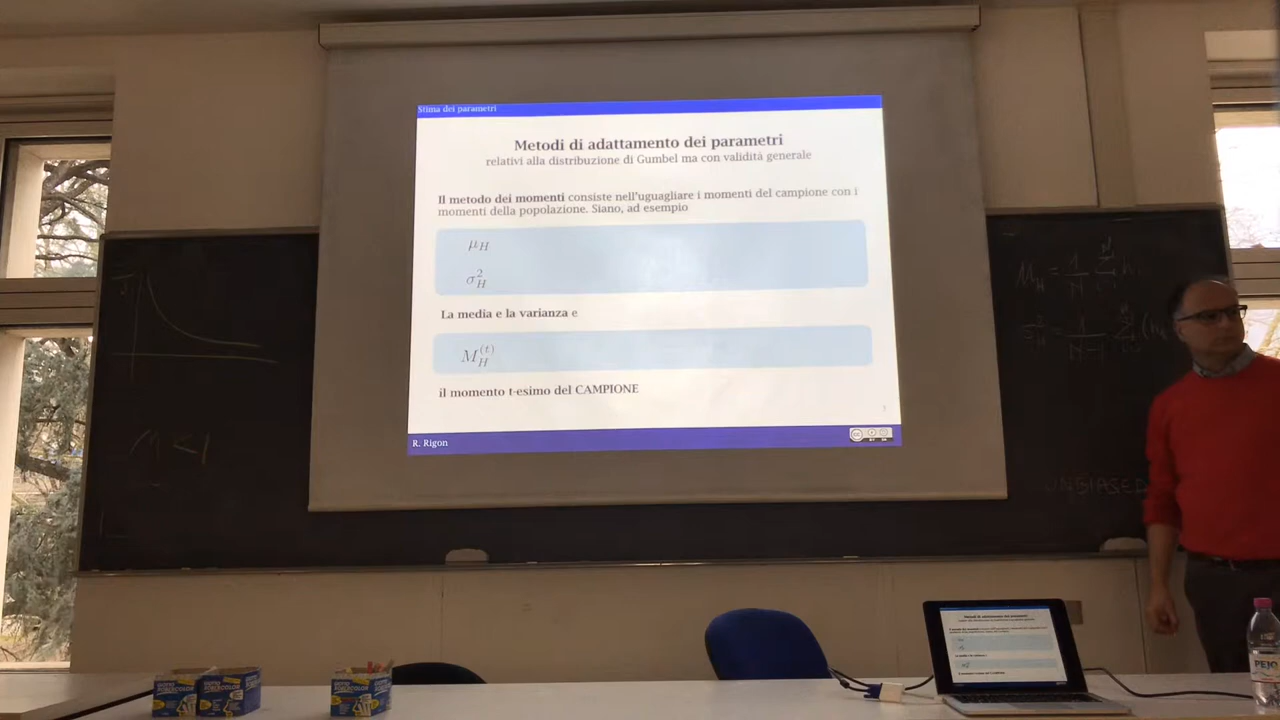 Stima dei parametri
Metodi di adattamento dei parametri
relativi alla distribuzione di Gumbel ma con validità generale
Il metodo dei momenti consiste nell'uguagliare i momenti del campione con i
momenti della popolazione. Siano, ad esempio
μ_H
σ²_H
La media e la varianza e
M_H^(t)
il momento t-esimo del CAMPIONE
R. Rigon
UNBIASED
PEJO